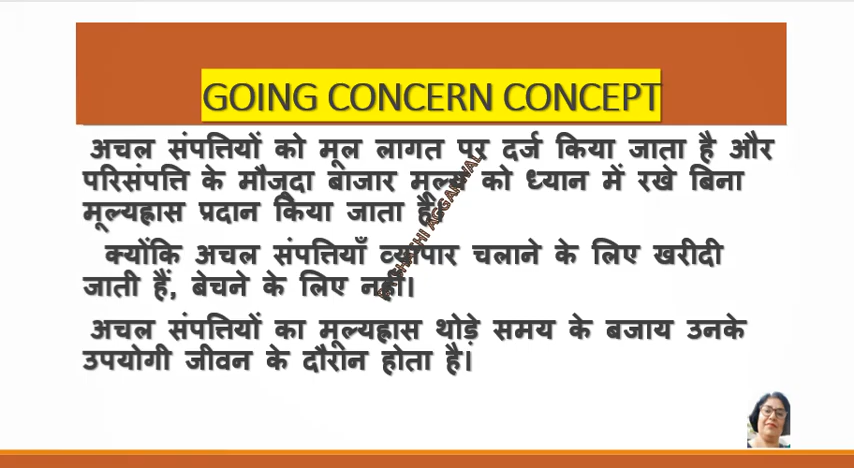 GOING CONCERN CONCEPT
अचल संपत्तियों को मूल लागत पर दर्ज किया जाता है और
परिसंपत्ति के मौजूदा बाजार मूल्य को ध्यान में रखे बिना
मूल्यह्रास प्रदान किया जाता है।
क्योंकि अचल संपत्तियाँ व्यापार चलाने के लिए खरीदी
जाती हैं, बेचने के लिए नहीं।
अचल संपत्तियों का मूल्यह्रास थोड़े समय के बजाय उनके
उपयोगी जीवन के दौरान होता है।
AGGARWAL